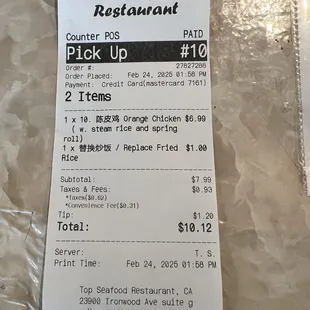 Restaurant
Counter POS PAID
Pick Up #10
Order #: 27827286
Order Placed: Feb 24, 2025 01:58 PM
Payment: Credit Card(mastercard 7161)
2 Items
1 x 10. 陈皮鸡 Orange Chicken $6.99
( w. steam rice and spring
roll)
1 x 替换炒饭 / Replace Fried $1.00
Rice
Subtotal: $7.99
Taxes & Fees: $0.93
*Taxes($0.62)
*Convenience Fee($0.31)
Tip: $1.20
Total: $10.12
Server: T. S.
Print Time: Feb 24, 2025 01:58 PM
Top Seafood Restaurant, CA
23900 Ironwood Ave suite g